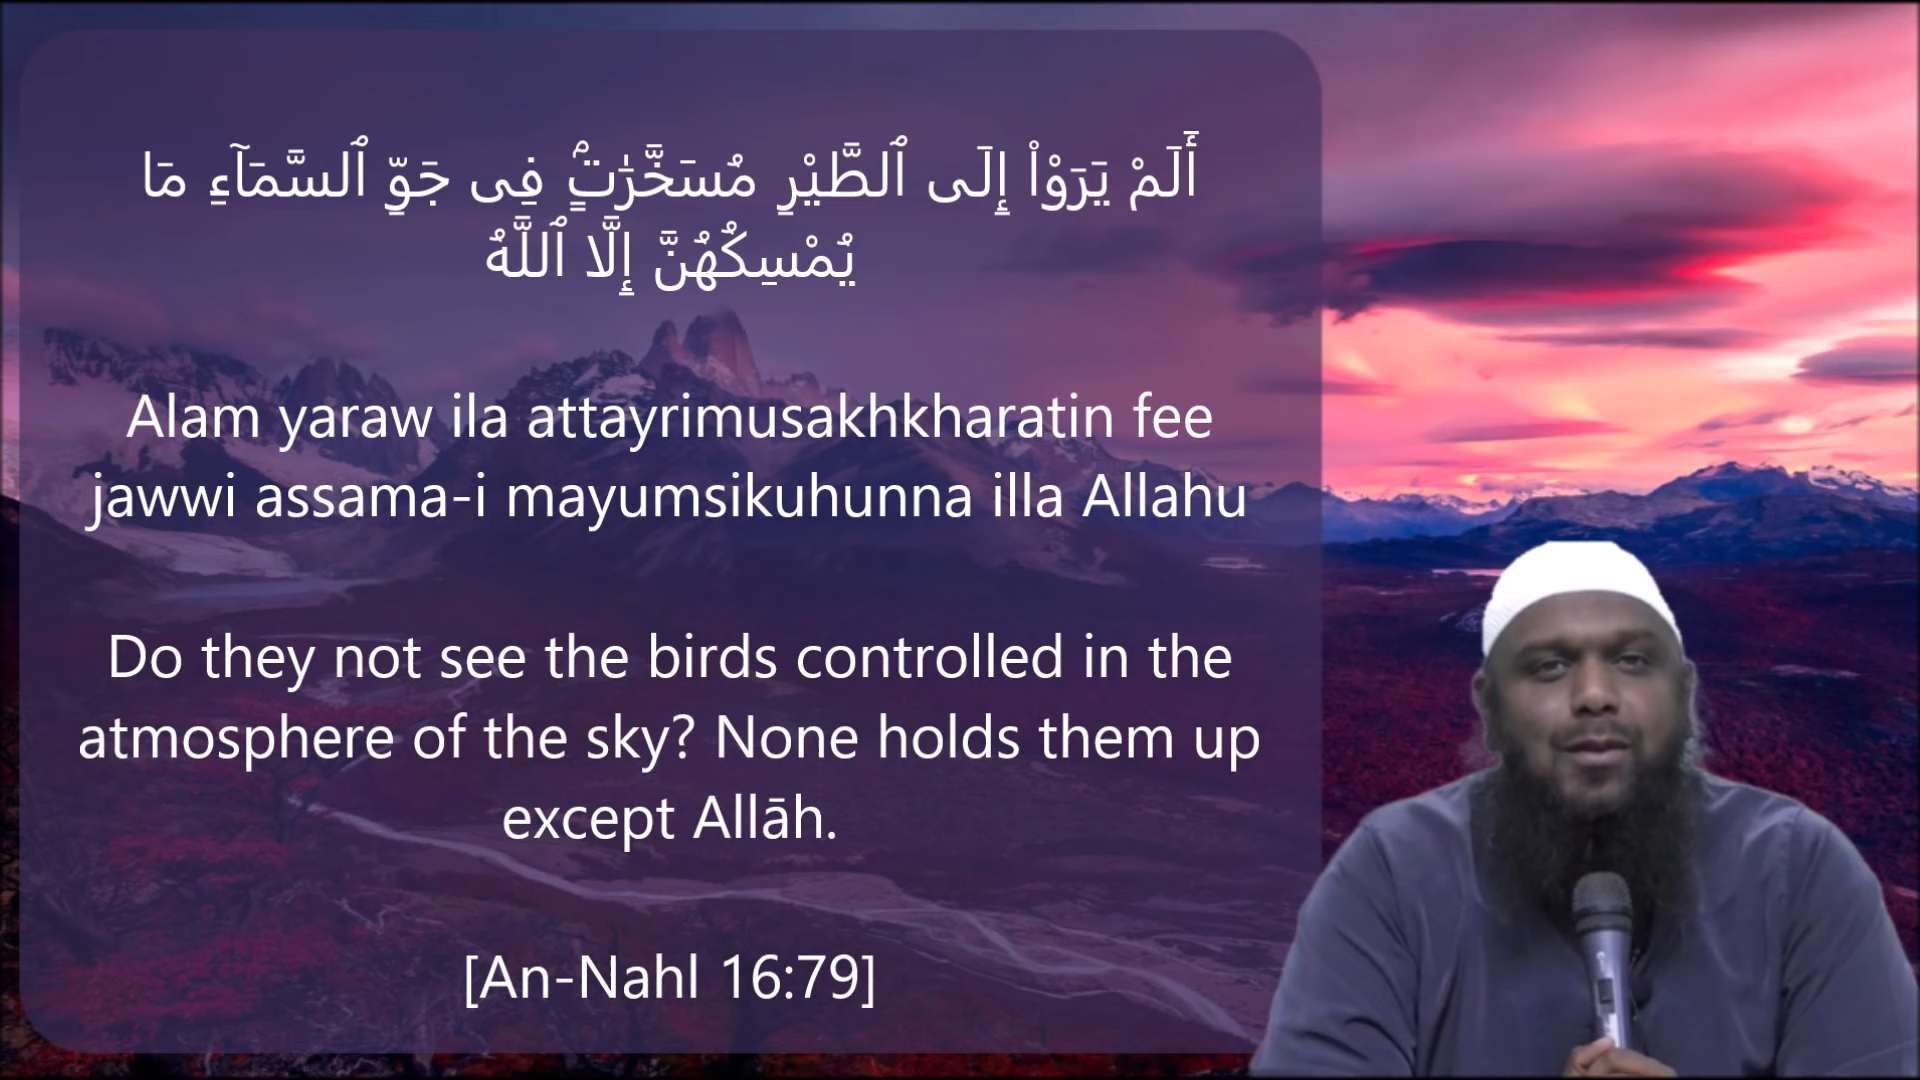 أَلَمْ يَرَوْا۟ إِلَى ٱلطَّيْرِ مُسَخَّرَٰتٍۢ فِى جَوِّ ٱلسَّمَآءِ مَا
يُمْسِكُهُنَّ إِلَّا ٱللَّهُ
Alam yaraw ila attayrimusakhkharatin fee
jawwi assama-i mayumsikuhunna illa Allahu
Do they not see the birds controlled in the
atmosphere of the sky? None holds them up
except Allāh.
[An-Nahl 16:79]